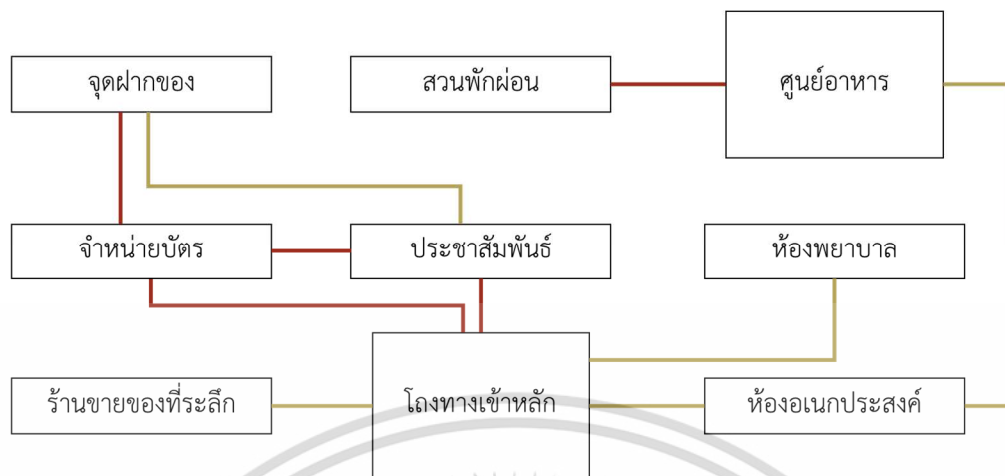 จุดฝากของ
สวนพักผ่อน
ศูนย์อาหาร
จำหน่ายบัตร
ประชาสัมพันธ์
ห้องพยาบาล
ร้านขายของที่ระลึก
โถงทางเข้าหลัก
ห้องอเนกประสงค์